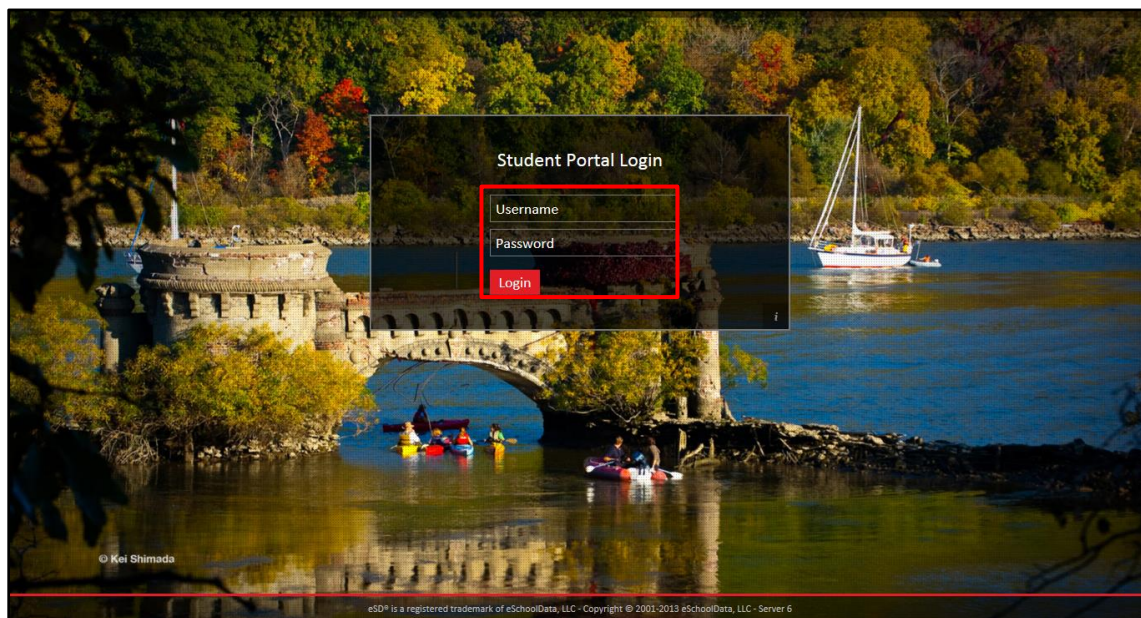 Student Portal Login
Username
Password
Login
i
© Kei Shimada
eSD® is a registered trademark of eSchoolData, LLC - Copyright © 2001-2013 eSchoolData, LLC - Server 6